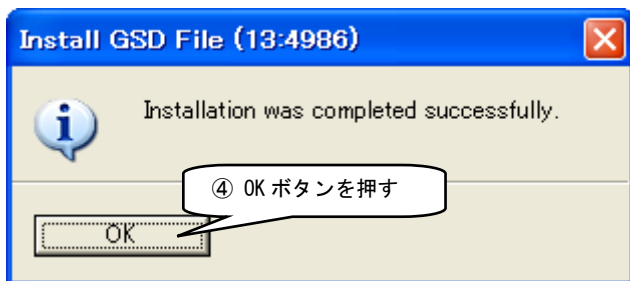 Install GSD File (13:4986)
Installation was completed successfully.
④ OK ボタンを押す
OK